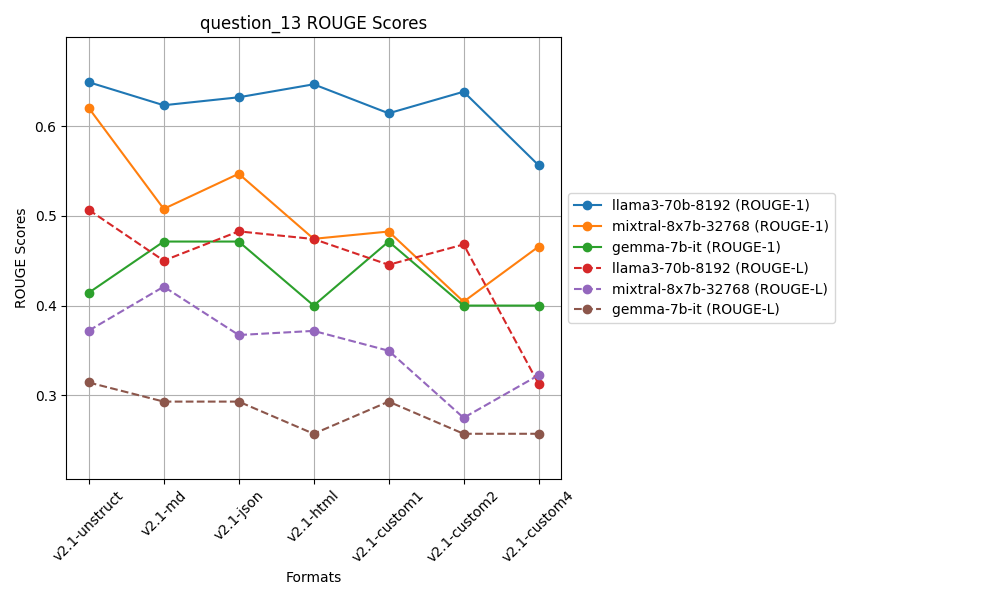 question_13 ROUGE Scores
ROUGE Scores
0.6
0.5
0.4
0.3
v2.1-unstruct
v2.1-md
v2.1-json
v2.1-html
v2.1-custom1
v2.1-custom2
v2.1-custom4
Formats
llama3-70b-8192 (ROUGE-1)
mixtral-8x7b-32768 (ROUGE-1)
gemma-7b-it (ROUGE-1)
llama3-70b-8192 (ROUGE-L)
mixtral-8x7b-32768 (ROUGE-L)
gemma-7b-it (ROUGE-L)